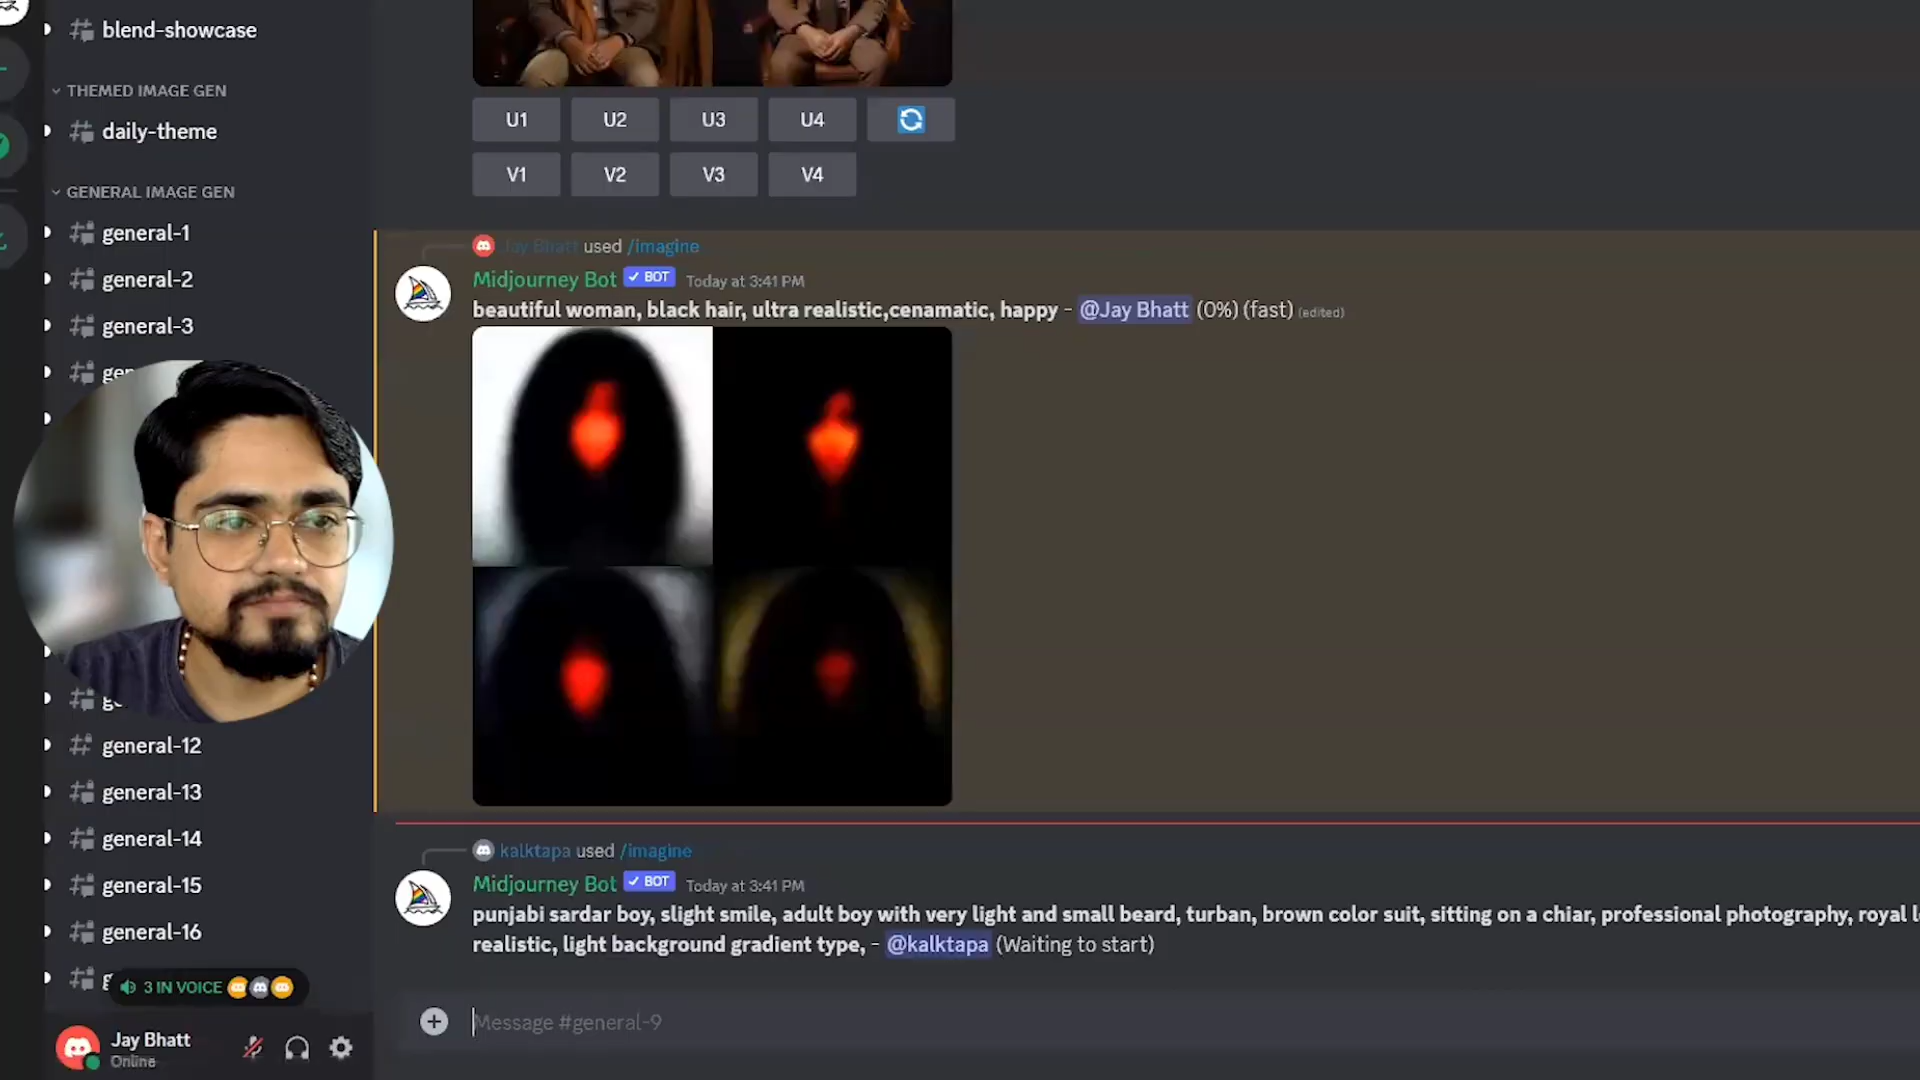 blend-showcase
THEMED IMAGE GEN
daily-theme
GENERAL IMAGE GEN
general-1
general-2
general-3
general-12
general-13
general-14
general-15
general-16
3 IN VOICE
Jay Bhatt
Online
U1 U2 U3 U4
V1 V2 V3 V4
Jay Bhatt used /imagine
Midjourney Bot ✓ BOT Today at 3:41 PM
beautiful woman, black hair, ultra realistic,cenamatic, happy - @Jay Bhatt (0%) (fast) (edited)
kalktapa used /imagine
Midjourney Bot ✓ BOT Today at 3:41 PM
punjabi sardar boy, slight smile, adult boy with very light and small beard, turban, brown color suit, sitting on a chiar, professional photography, royal
realistic, light background gradient type, - @kalktapa (Waiting to start)
Message #general-9